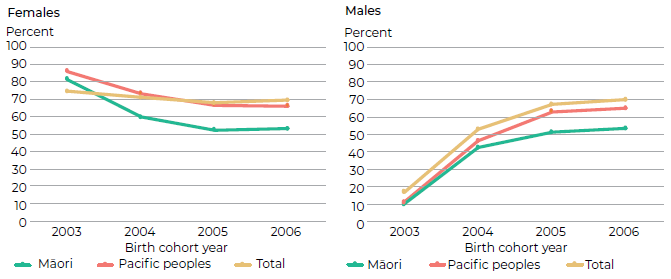 Females
Percent
100
90
80
70
60
50
40
30
20
10
0
2003 2004 2005 2006
Birth cohort year
Māori Pacific peoples Total
Males
Percent
100
90
80
70
60
50
40
30
20
10
0
2003 2004 2005 2006
Birth cohort year
Māori Pacific peoples Total